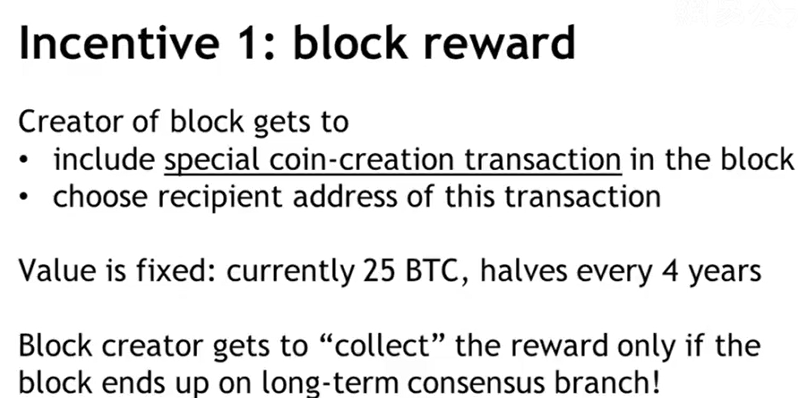 Incentive 1: block reward
Creator of block gets to
• include special coin-creation transaction in the block
• choose recipient address of this transaction
Value is fixed: currently 25 BTC, halves every 4 years
Block creator gets to “collect” the reward only if the
block ends up on long-term consensus branch!